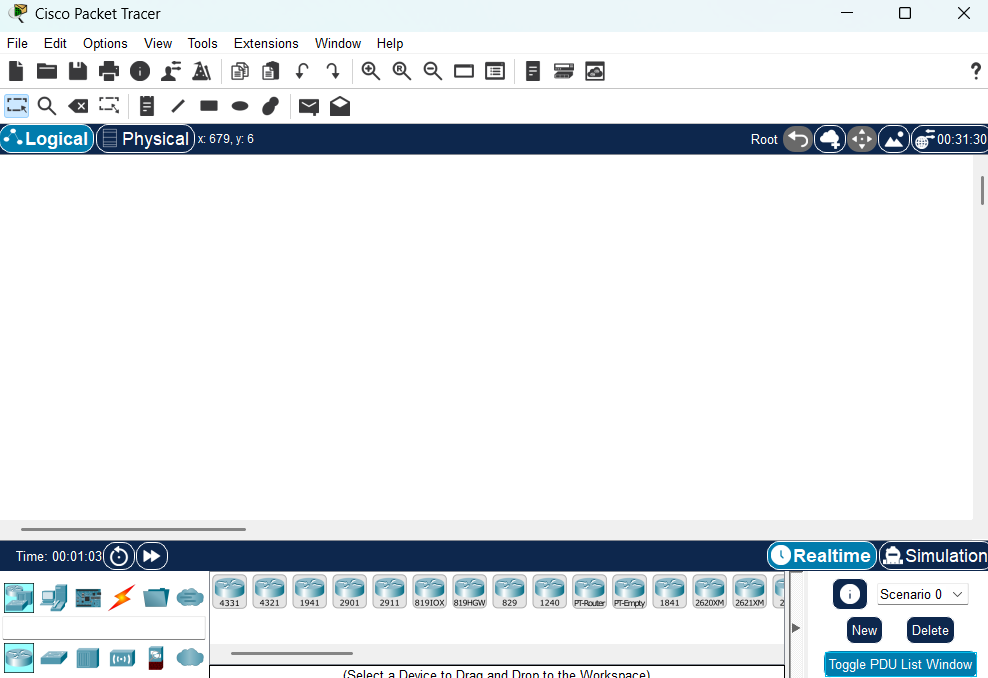 Cisco Packet Tracer
File Edit Options View Tools Extensions Window Help
?
Logical Physical x: 679, y: 6 Root 00:31:30
Time: 00:01:03 Realtime Simulation
4331 4321 1941 2901 2911 819IOX 819HGW 829 1240 PT-Router PT-Empty 1841 2620XM 2621XM 2
Scenario 0
New Delete
Toggle PDU List Window
(Select a Device to Drag and Drop to the Workspace)